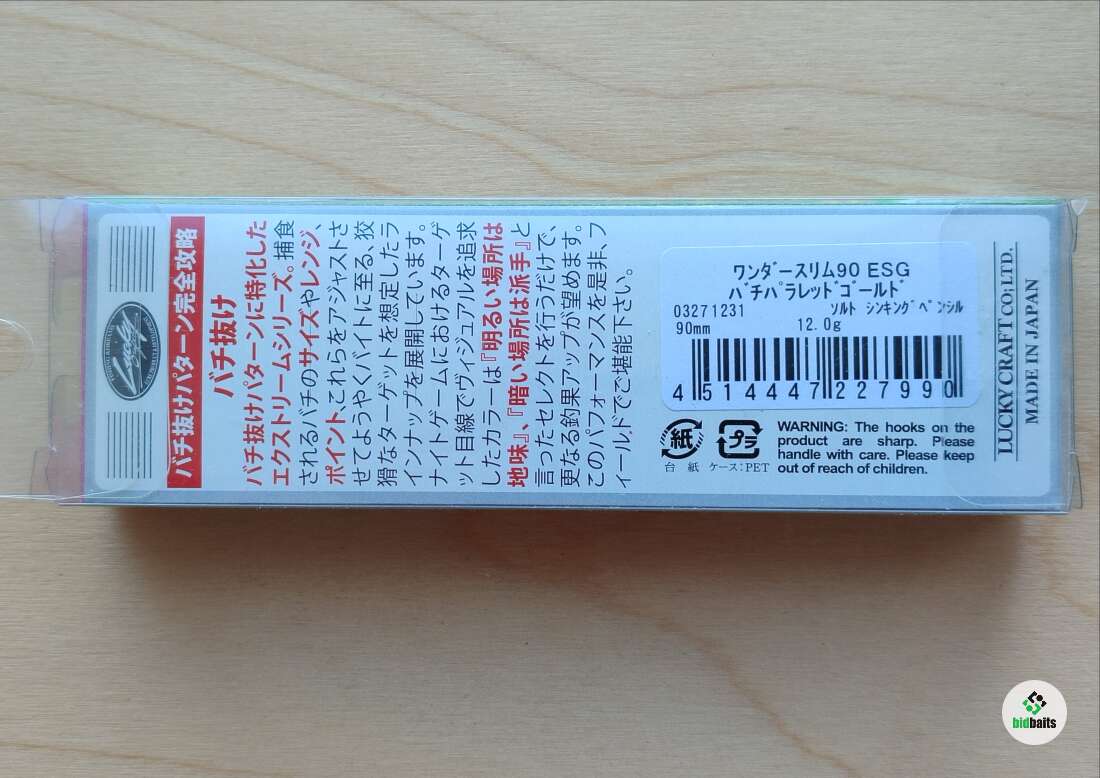 バチ抜けパターン完全攻略
バチ抜け
バチ抜けパターンに特化した
エクストリームシリーズ。捕食
されるバチのサイズやレンジ、
ポイント、これらをアジャストさ
せてようやくバイトに至る、狡
猾なターゲットを想定したラ
インナップを展開しています。
ナイトゲームにおけるターゲ
ット目線でヴィジュアルを追求
したカラーは『明るい場所は
地味』、『暗い場所は派手』と
言ったセレクトを行うだけで、
更なる釣果アップが望めます。
このパフォーマンスを是非、フ
ィールドでご堪能下さい。
ワンダースリム90 ESG
バチパラレッドゴールド
03271231 ソルト シンキングペンシル
90mm 12.0g
4 514447 227990
紙
台 紙
プラ
ケース:PET
WARNING: The hooks on the
product are sharp. Please
handle with care. Please keep
out of reach of children.
LUCKY CRAFT CO;LTD.
MADE IN JAPAN
bidbaits